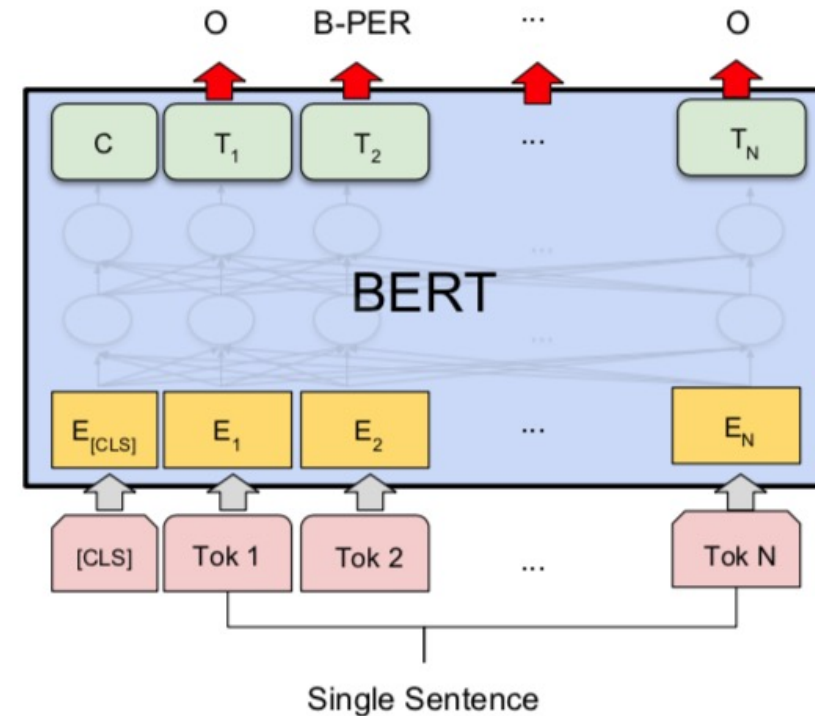 O B-PER ... O
C T1 T2 ... TN
...
BERT
...
E[CLS] E1 E2 ... EN
[CLS] Tok 1 Tok 2 ... Tok N
Single Sentence